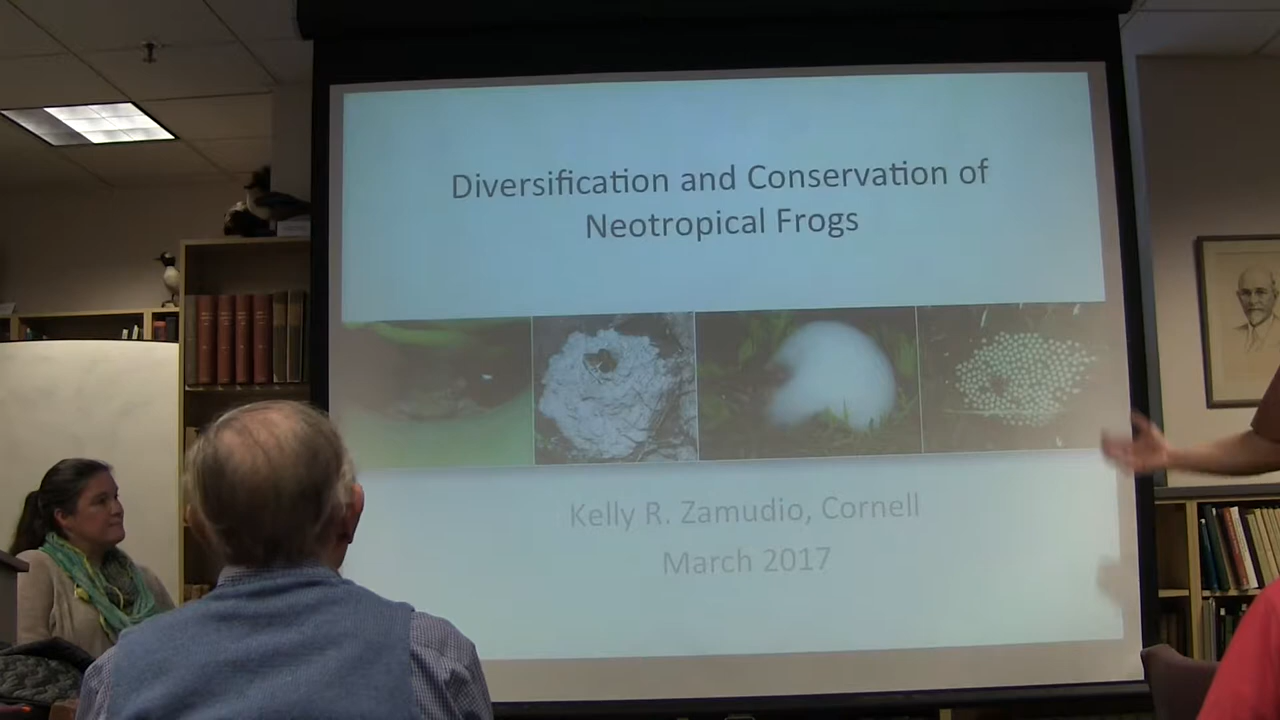 Diversification and Conservation of
Neotropical Frogs
Kelly R. Zamudio, Cornell
March 2017